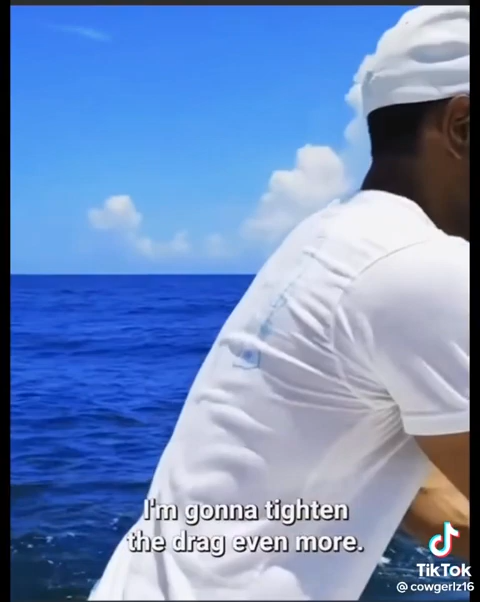 I'm gonna tighten
the drag even more.
TikTok
@ cowgerlz16